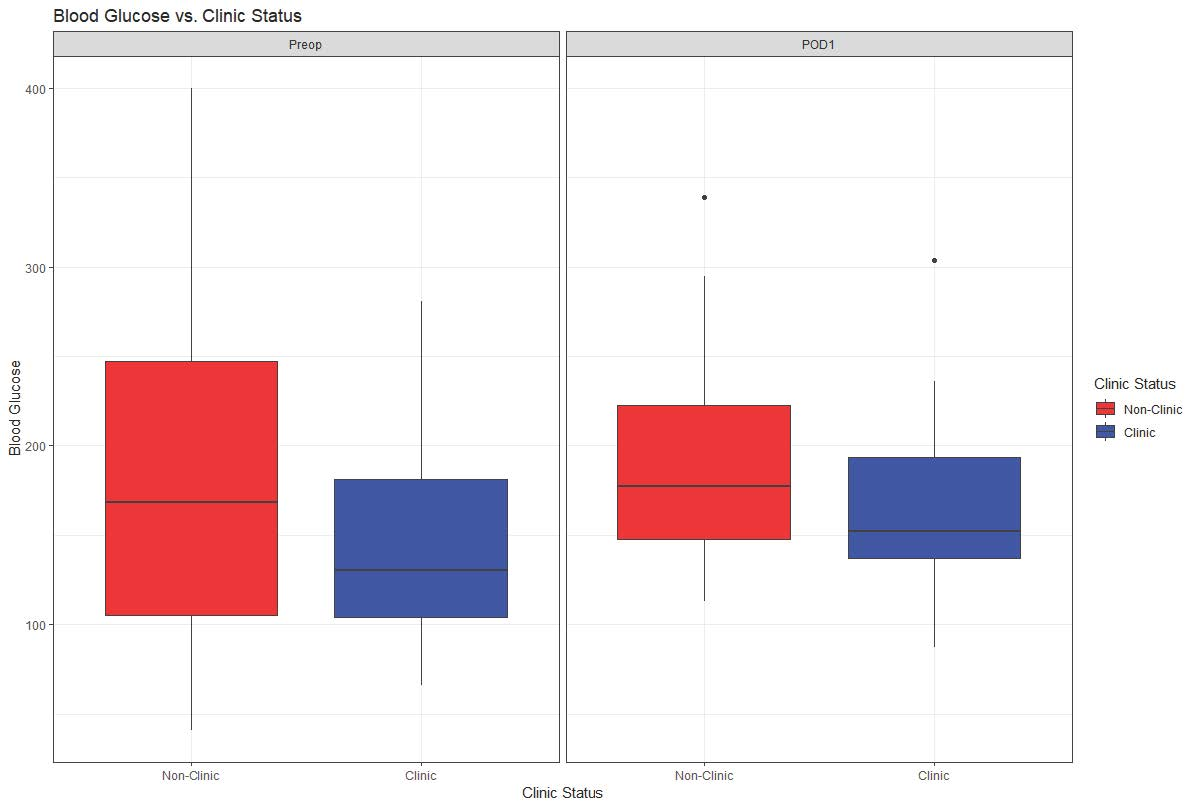 Blood Glucose vs. Clinic Status
Preop
POD1
400
300
200
100
Blood Glucose
Non-Clinic
Clinic
Non-Clinic
Clinic
Clinic Status
Clinic Status
Non-Clinic
Clinic